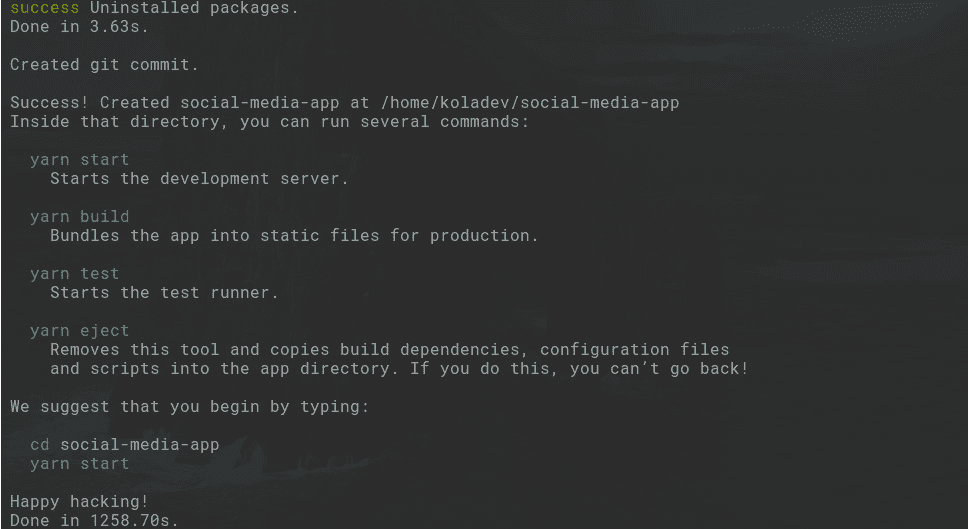 success Uninstalled packages.
Done in 3.63s.
Created git commit.
Success! Created social-media-app at /home/koladev/social-media-app
Inside that directory, you can run several commands:
yarn start
Starts the development server.
yarn build
Bundles the app into static files for production.
yarn test
Starts the test runner.
yarn eject
Removes this tool and copies build dependencies, configuration files
and scripts into the app directory. If you do this, you can’t go back!
We suggest that you begin by typing:
cd social-media-app
yarn start
Happy hacking!
Done in 1258.70s.